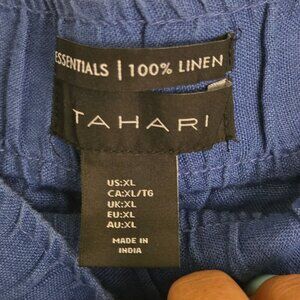 ESSENTIALS | 100% LINEN
TAHARI
US:XL
CA:XL/TG
UK:XL
EU:XL
AU:XL
MADE IN
INDIA